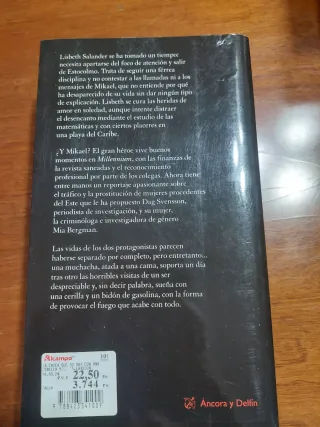 Lisbeth Salander se ha tomado un tiempo:
necesita apartarse del foco de atención y salir
de Estocolmo. Trata de seguir una férrea
disciplina y no contestar a las llamadas ni a los
mensajes de Mikael, que no entiende por qué
ha desaparecido de su vida sin dar ningún tipo
de explicación. Lisbeth se cura las heridas de
amor en soledad, aunque intente distraer
el desencanto mediante el estudio de las
matemáticas y con ciertos placeres en
una playa del Caribe.
¿Y Mikael? El gran héroe vive buenos
momentos en Millennium, con las finanzas de
la revista saneadas y el reconocimiento
profesional por parte de los colegas. Ahora tiene
entre manos un reportaje apasionante sobre
el tráfico y la prostitución de mujeres procedentes
del Este que le ha propuesto Dag Svensson,
periodista de investigación, y su mujer,
la criminóloga e investigadora de género
Mia Bergman.
Las vidas de los dos protagonistas parecen
haberse separado por completo, pero entretanto...
una muchacha, atada a una cama, soporta un día
tras otro las horribles visitas de un ser
despreciable y, sin decir palabra, sueña con
una cerilla y un bidón de gasolina, con la forma
de provocar el fuego que acabe con todo.
Alcampo
22,50
3.744
Áncora y Delfín